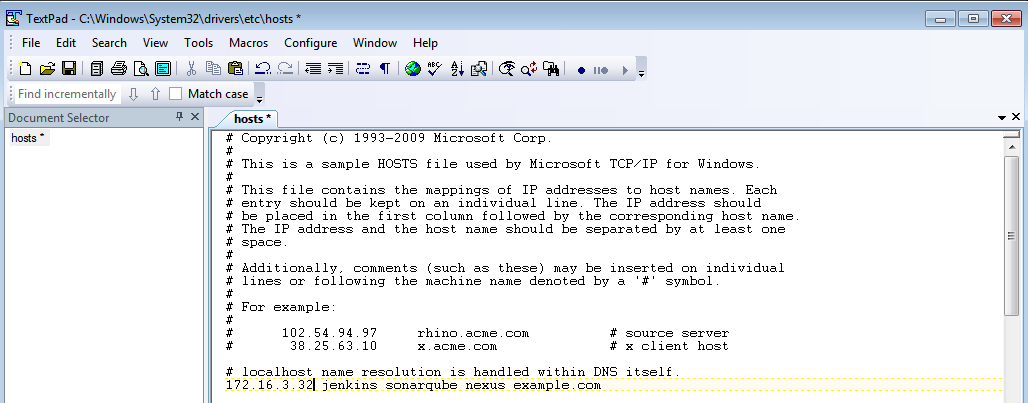 TextPad - C:\Windows\System32\drivers\etc\hosts *
File Edit Search View Tools Macros Configure Window Help
Find incrementally Match case
Document Selector
hosts *
hosts *
# Copyright (c) 1993-2009 Microsoft Corp.
#
# This is a sample HOSTS file used by Microsoft TCP/IP for Windows.
#
# This file contains the mappings of IP addresses to host names. Each
# entry should be kept on an individual line. The IP address should
# be placed in the first column followed by the corresponding host name.
# The IP address and the host name should be separated by at least one
# space.
#
# Additionally, comments (such as these) may be inserted on individual
# lines or following the machine name denoted by a '#' symbol.
#
# For example:
#
#      102.54.94.97     rhino.acme.com          # source server
#       38.25.63.10     x.acme.com              # x client host

# localhost name resolution is handled within DNS itself.
172.16.3.32 jenkins sonarqube nexus example.com